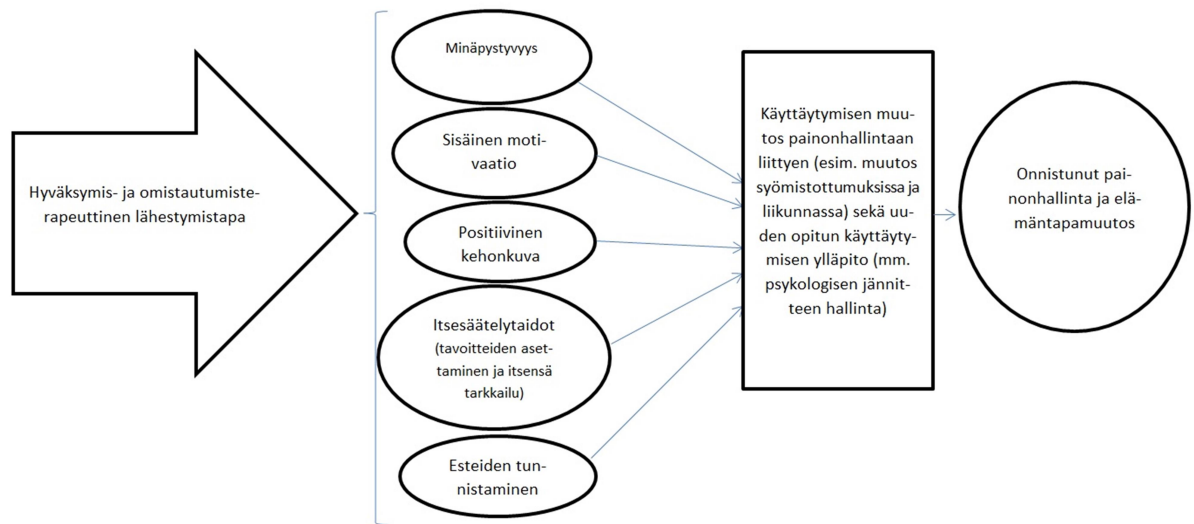 Hyväksymis- ja omistautumiste-
rapeuttinen lähestymistapa
Minäpystyvyys
Sisäinen moti-
vaatio
Positiivinen
kehonkuva
Itsesäätelytaidot
(tavoitteiden aset-
taminen ja itsensä
tarkkailu)
Esteiden tun-
nistaminen
Käyttäytymisen muu-
tos painonhallintaan
liittyen (esim. muutos
syömistottumuksissa ja
liikunnassa) sekä uu-
den opitun käyttäyty-
misen ylläpito (mm.
psykologisen jännit-
teen hallinta)
Onnistunut pai-
nonhallinta ja elä-
mäntapamuutos